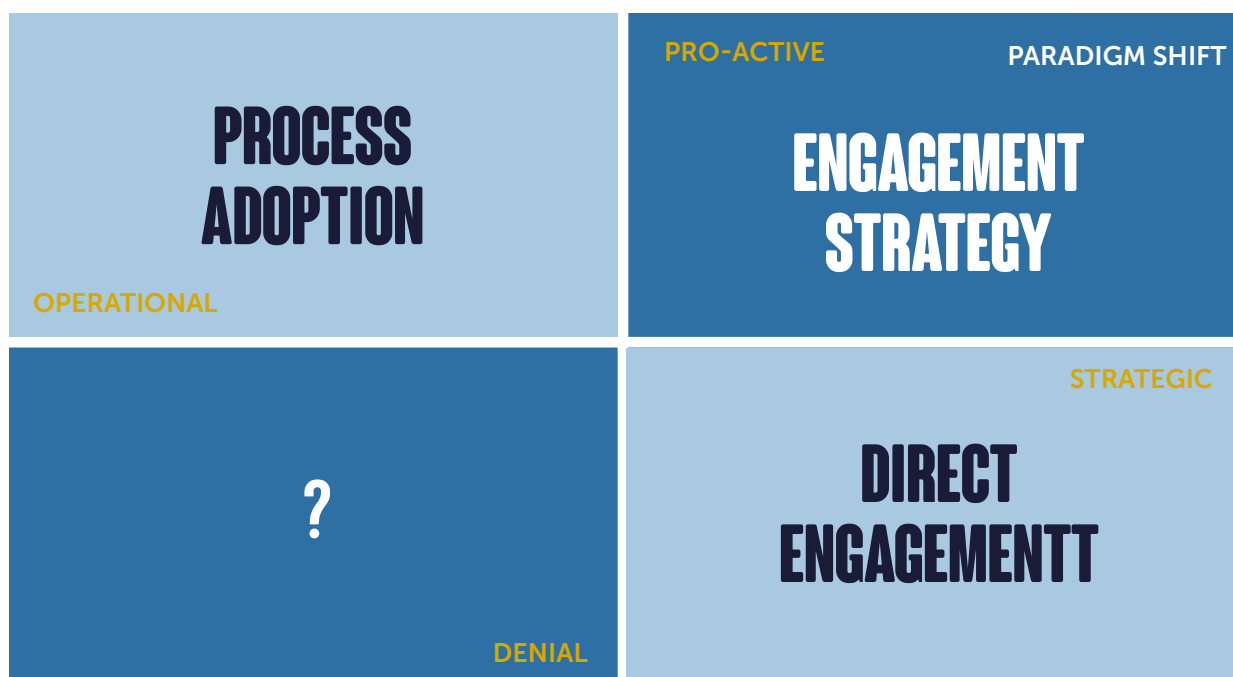 PROCESS
ADOPTION
OPERATIONAL
PRO-ACTIVE
PARADIGM SHIFT
ENGAGEMENT
STRATEGY
?
DENIAL
STRATEGIC
DIRECT
ENGAGEMENTT